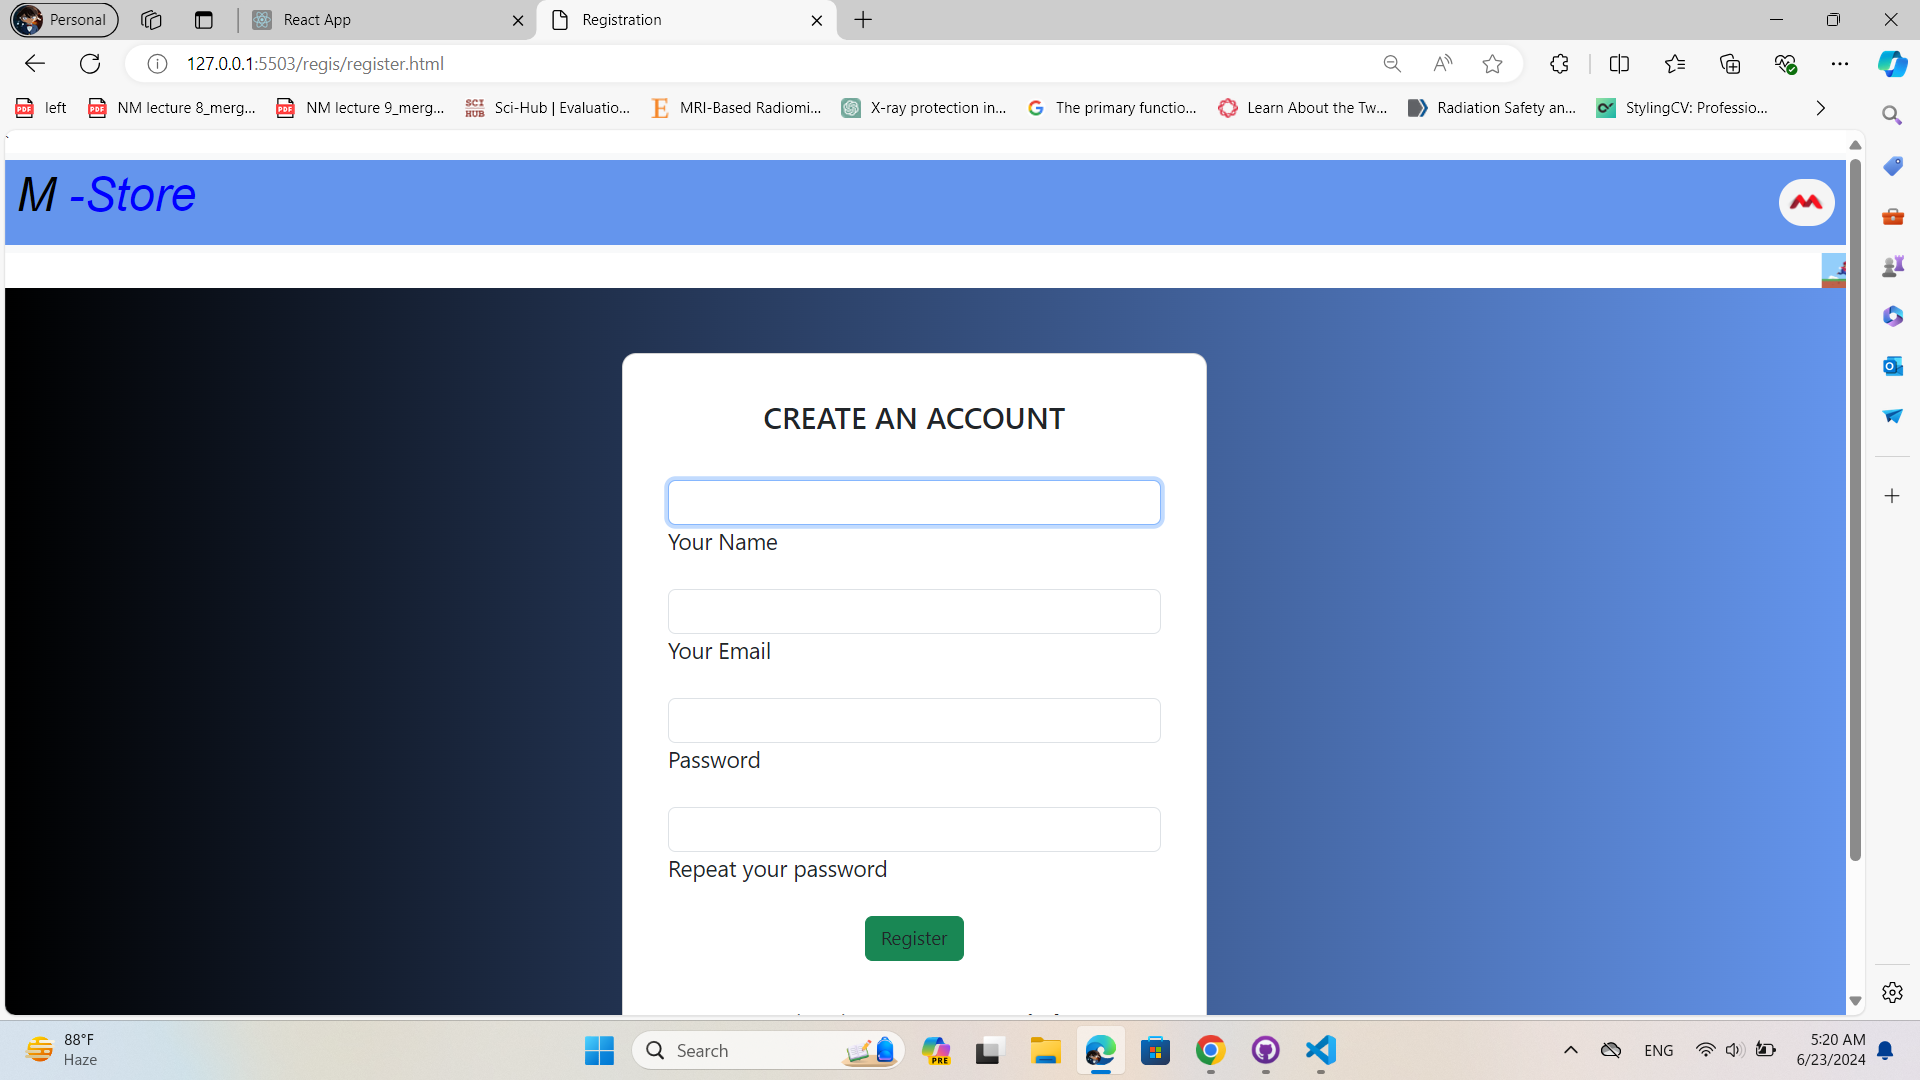 Personal
React App
Registration
127.0.0.1:5503/regis/register.html
left
NM lecture 8_merg...
NM lecture 9_merg...
SCI HUB
Sci-Hub | Evaluatio...
E
MRI-Based Radiomi...
X-ray protection in...
G
The primary functio...
Learn About the Tw...
Radiation Safety an...
StylingCV: Professio...
M -Store
CREATE AN ACCOUNT
Your Name
Your Email
Password
Repeat your password
Register
88°F
Haze
Search
PRE
ENG
5:20 AM
6/23/2024